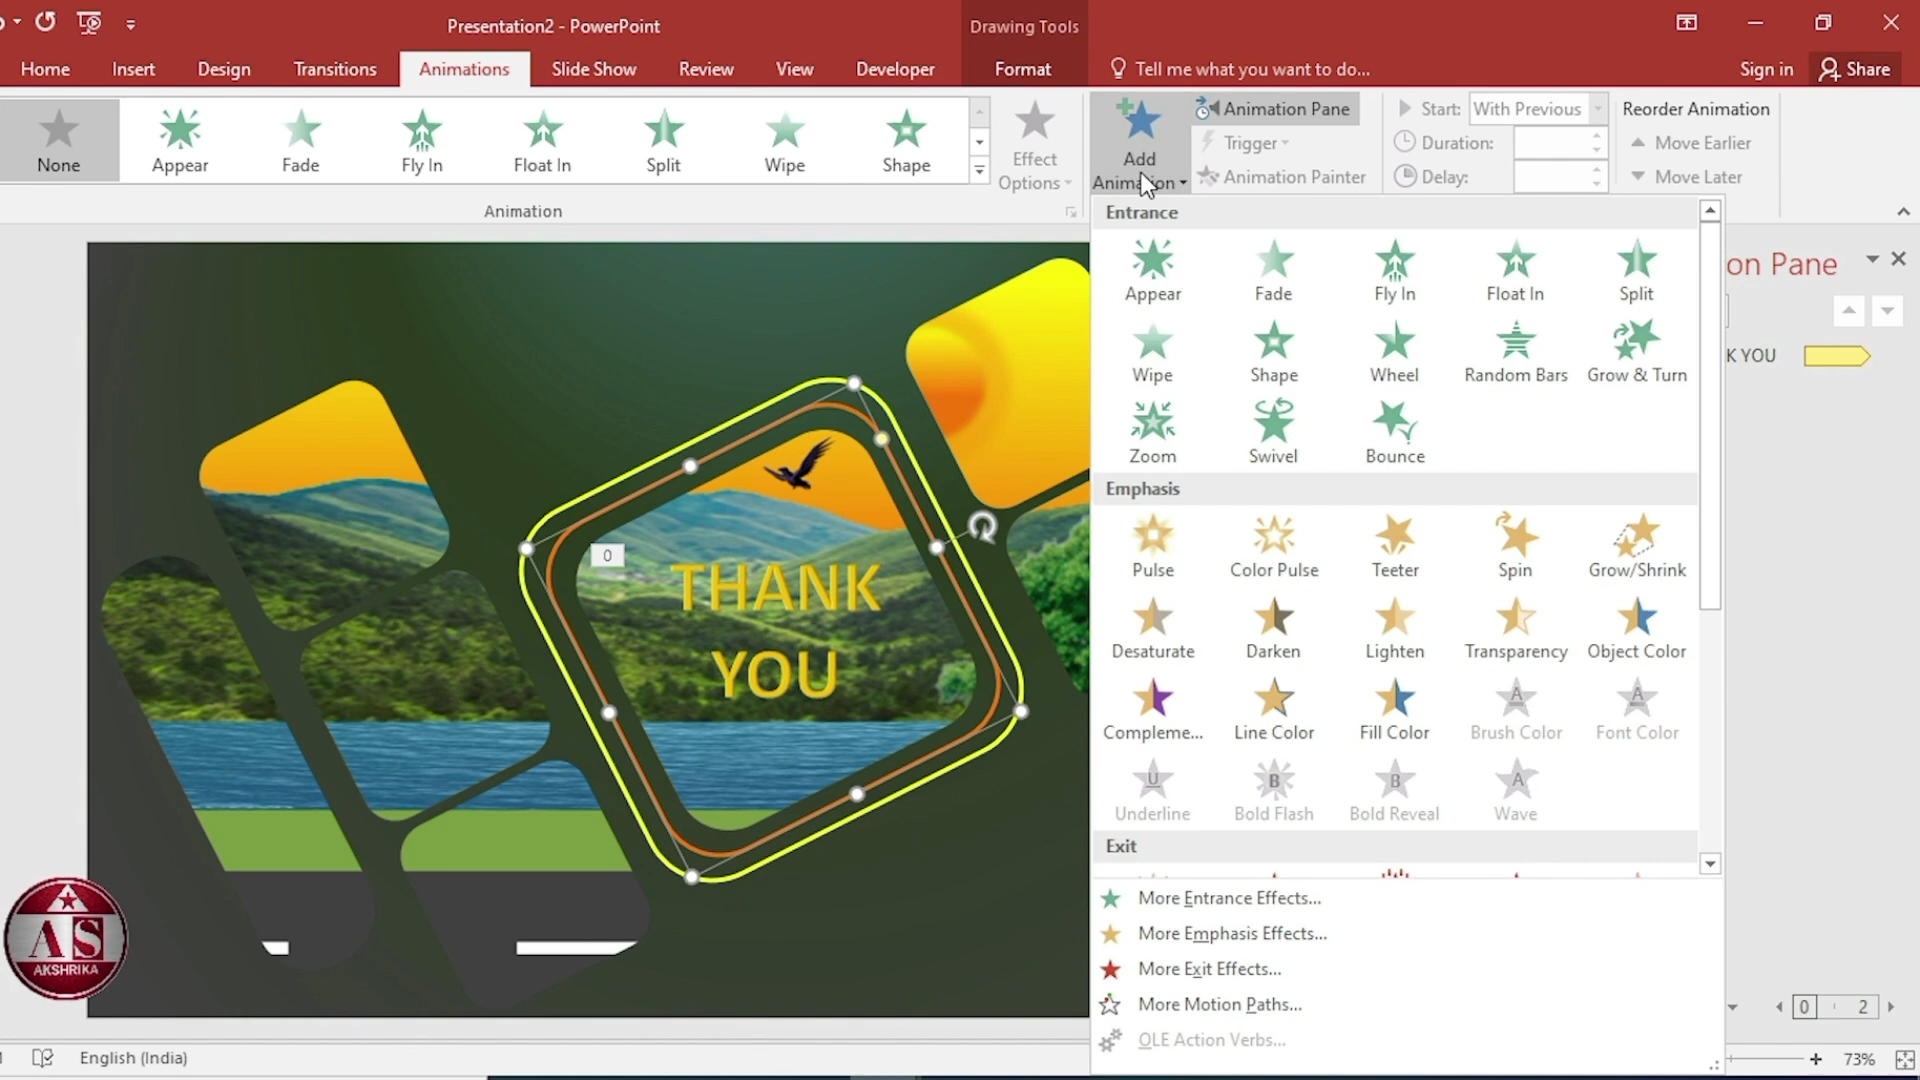 Presentation2 - PowerPoint
Drawing Tools
Home Insert Design Transitions Animations Slide Show Review View Developer Format Tell me what you want to do... Sign in Share
None Appear Fade Fly In Float In Split Wipe Shape
Effect
Options
Add
Animation
Animation Pane
Trigger
Animation Painter
Start: With Previous
Duration:
Delay:
Reorder Animation
Move Earlier
Move Later
Animation
Entrance
Appear Fade Fly In Float In Split
Wipe Shape Wheel Random Bars Grow & Turn
Zoom Swivel Bounce
Emphasis
Pulse Color Pulse Teeter Spin Grow/Shrink
Desaturate Darken Lighten Transparency Object Color
Compleme... Line Color Fill Color Brush Color Font Color
Underline Bold Flash Bold Reveal Wave
Exit
More Entrance Effects...
More Emphasis Effects...
More Exit Effects...
More Motion Paths...
OLE Action Verbs...
on Pane
K YOU
0 2
0
THANK
YOU
AS
AKSHRIKA
English (India)
73%